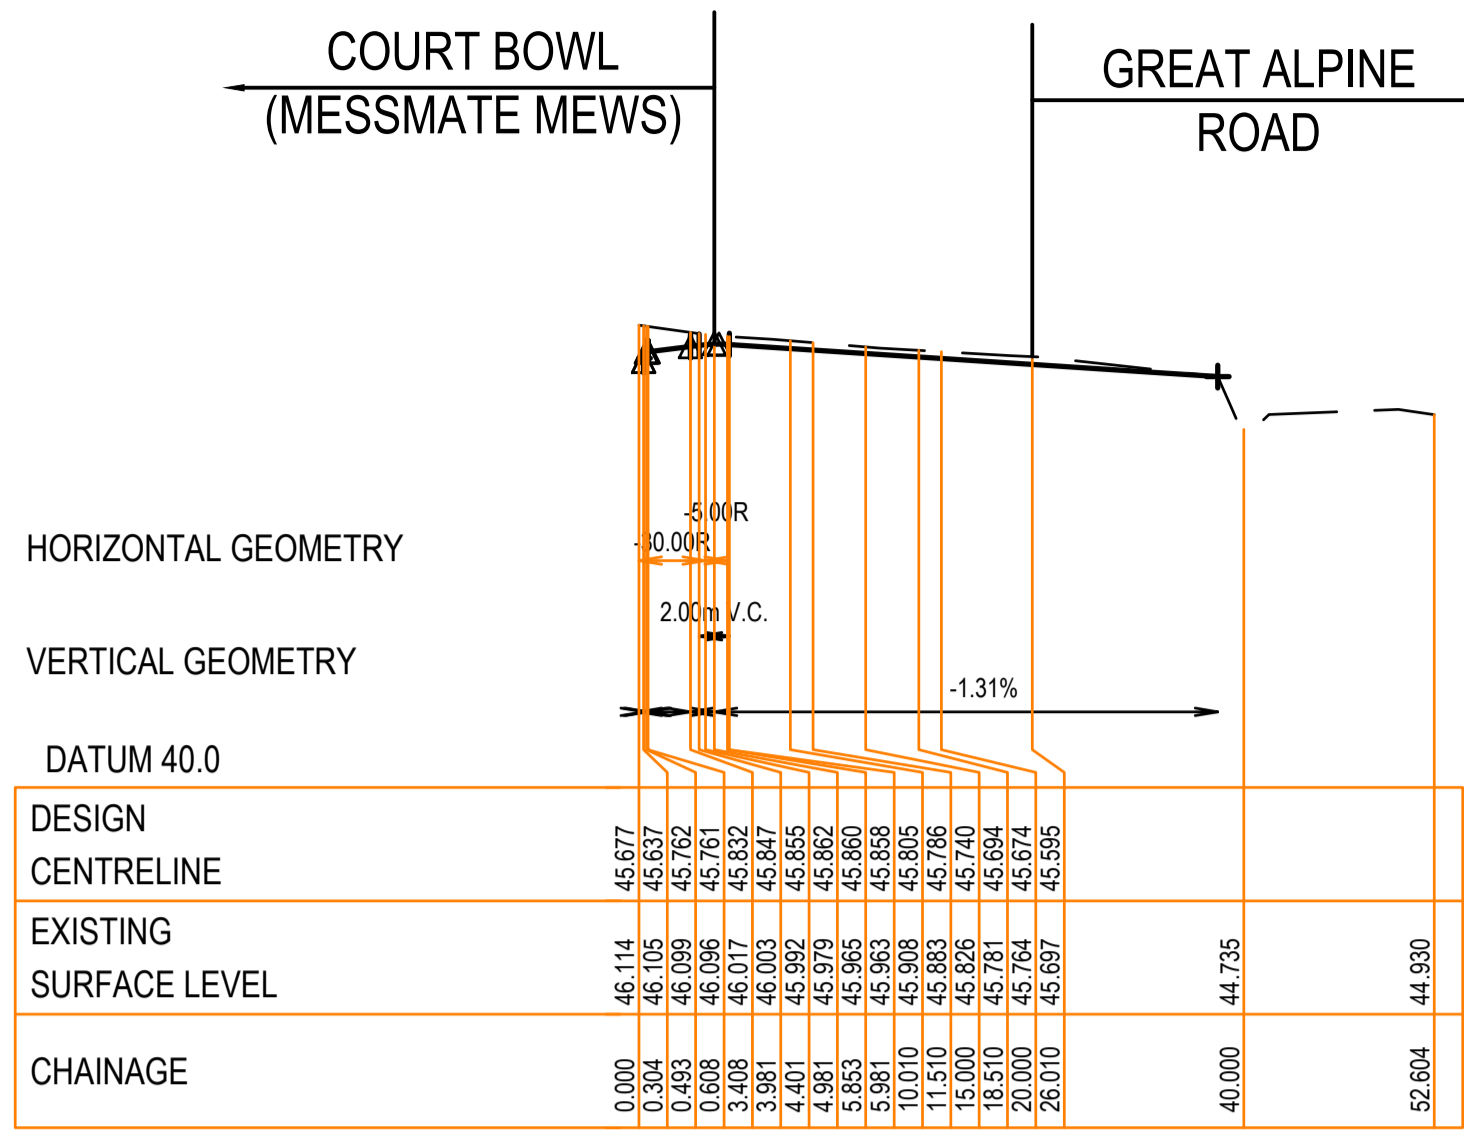 COURT BOWL
(MESSMATE MEWS)
GREAT ALPINE
ROAD
-5.00R
HORIZONTAL GEOMETRY
-30.00R
2.00m V.C.
VERTICAL GEOMETRY
-1.31%
DATUM 40.0
DESIGN
CENTRELINE
45.677 45.637 45.762 45.761 45.832 45.847 45.855 45.862 45.860 45.858 45.805 45.786 45.740 45.694 45.674 45.595
EXISTING
SURFACE LEVEL
46.114 46.105 46.099 46.096 46.017 46.003 45.992 45.979 45.965 45.963 45.908 45.883 45.826 45.781 45.764 45.697 44.735 44.930
CHAINAGE
0.000 0.304 0.493 0.608 3.408 3.981 4.401 4.981 5.853 5.981 10.010 11.510 15.000 18.510 20.000 26.010 40.000 52.604